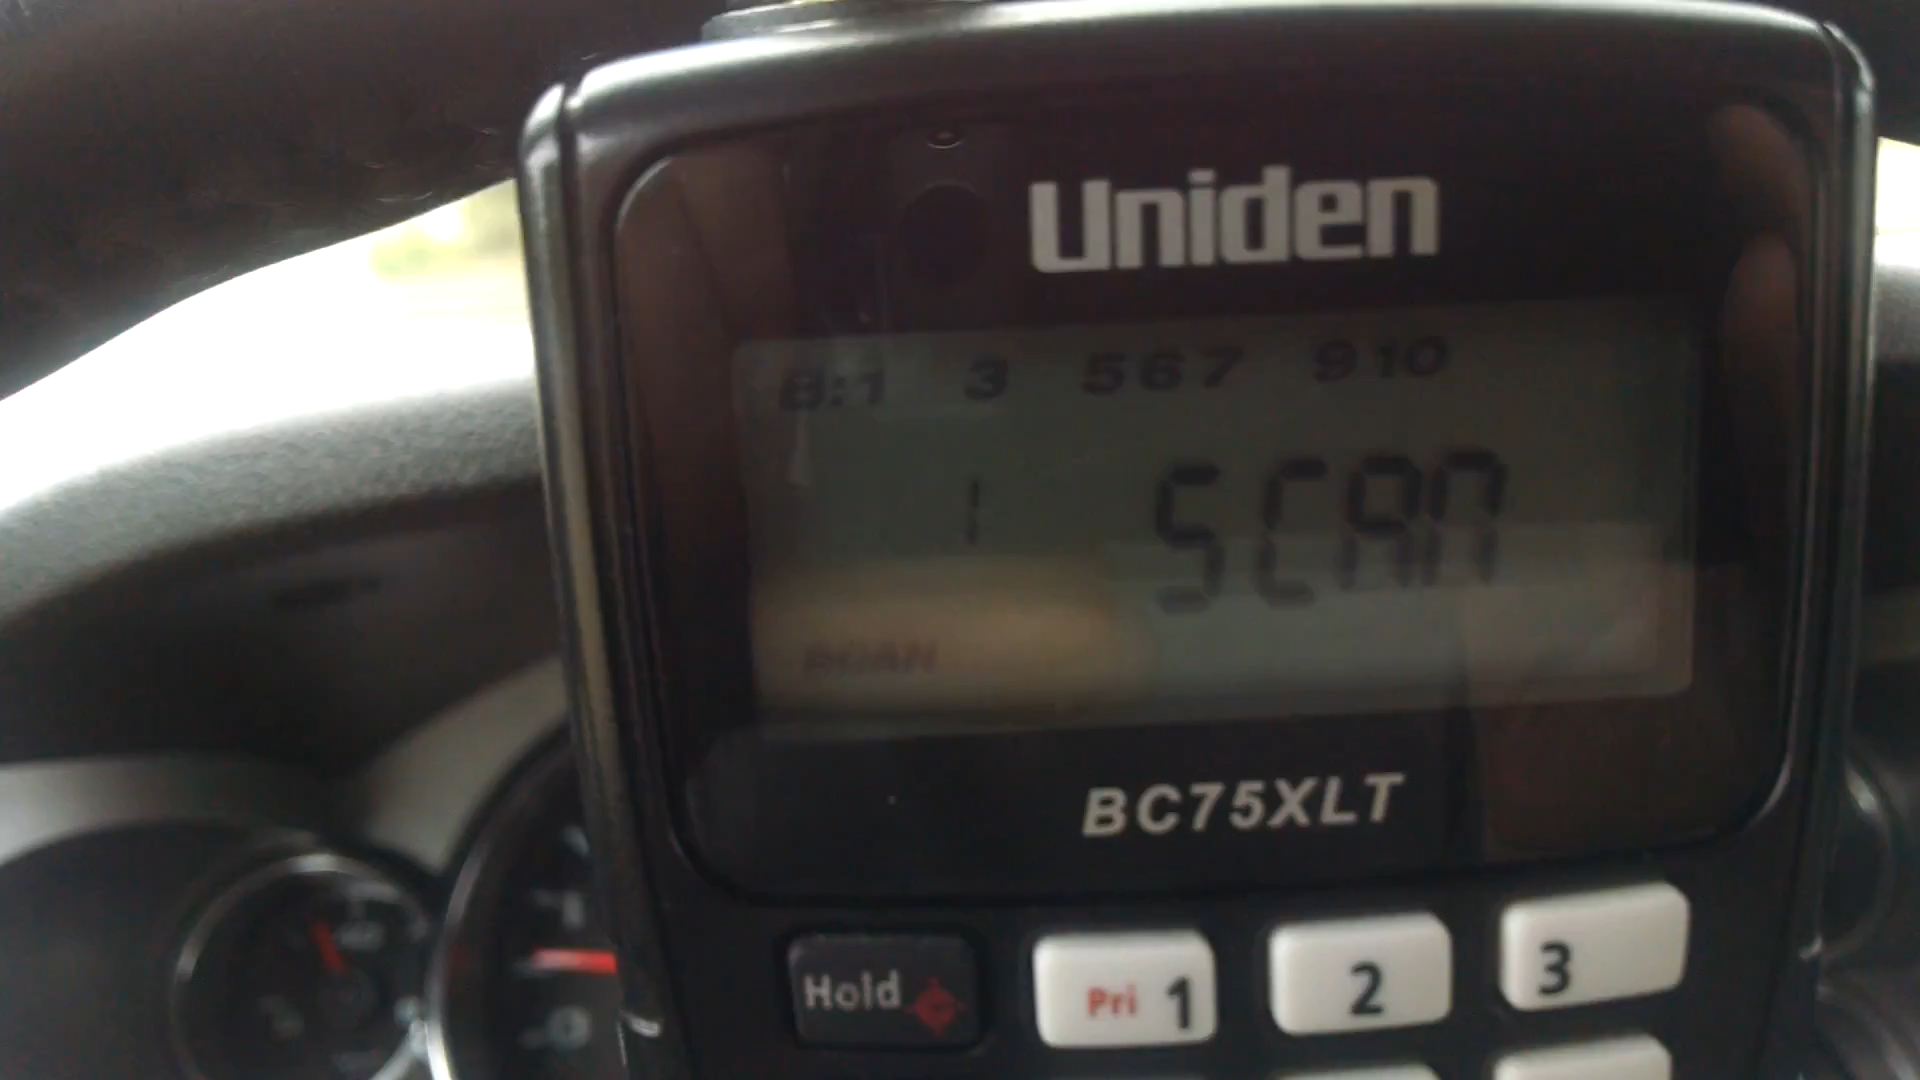 Uniden
B:1 3 567 910
1 SCAN
BC75XLT
Hold Pri 1 2 3